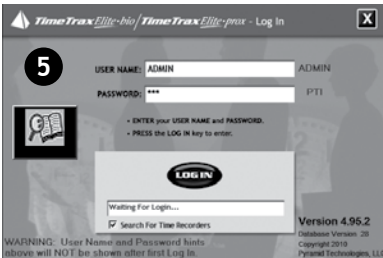 TimeTrax Elite-bio/TimeTrax Elite-prox - Log In X
5
USER NAME: ADMIN ADMIN
PASSWORD: *** PTI
• ENTER your USER NAME and PASSWORD.
• PRESS the LOG IN key to enter.
LOG IN
Waiting For Login...
Search For Time Recorders
Version 4.95.2
Database Version 28
Copyright 2010
Pyramid Technologies, LLC
WARNING: User Name and Password hints
above will NOT be shown after first Log In.